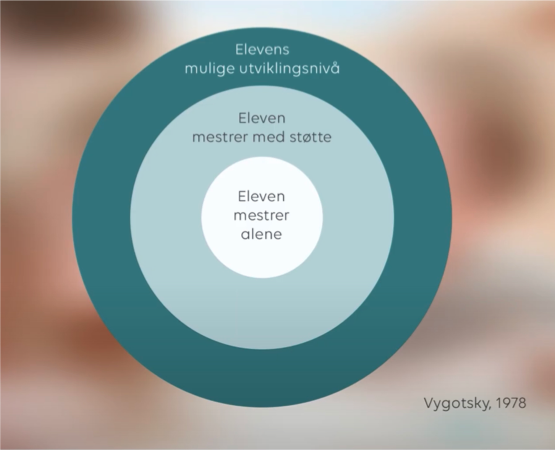 Elevens
mulige utviklingsnivå
Eleven
mestrer med støtte
Eleven
mestrer
alene
Vygotsky, 1978